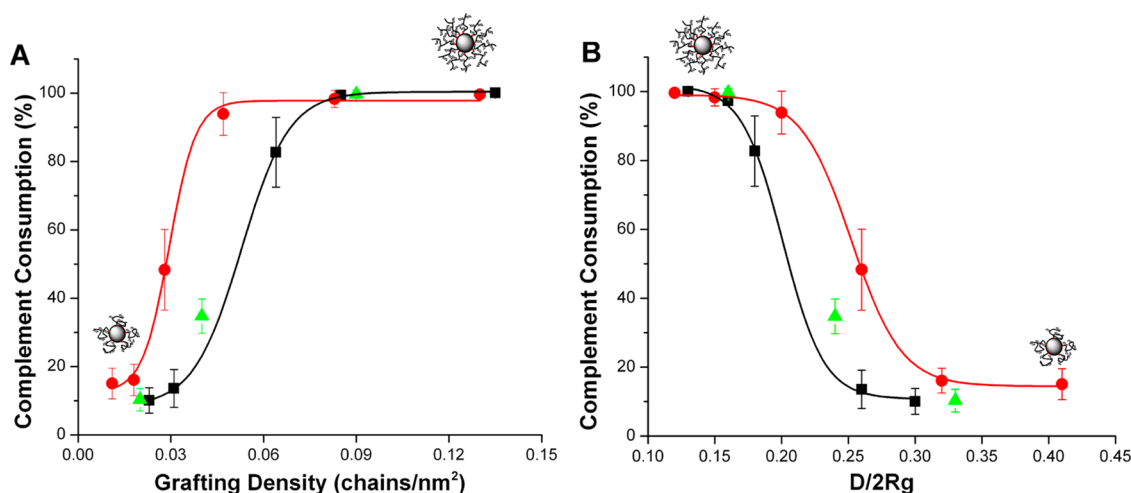 A
Complement Consumption (%)
100
80
60
40
20
0
0.00 0.03 0.06 0.09 0.12 0.15
Grafting Density (chains/nm²)
B
Complement Consumption (%)
100
80
60
40
20
0
0.10 0.15 0.20 0.25 0.30 0.35 0.40 0.45
D/2Rg